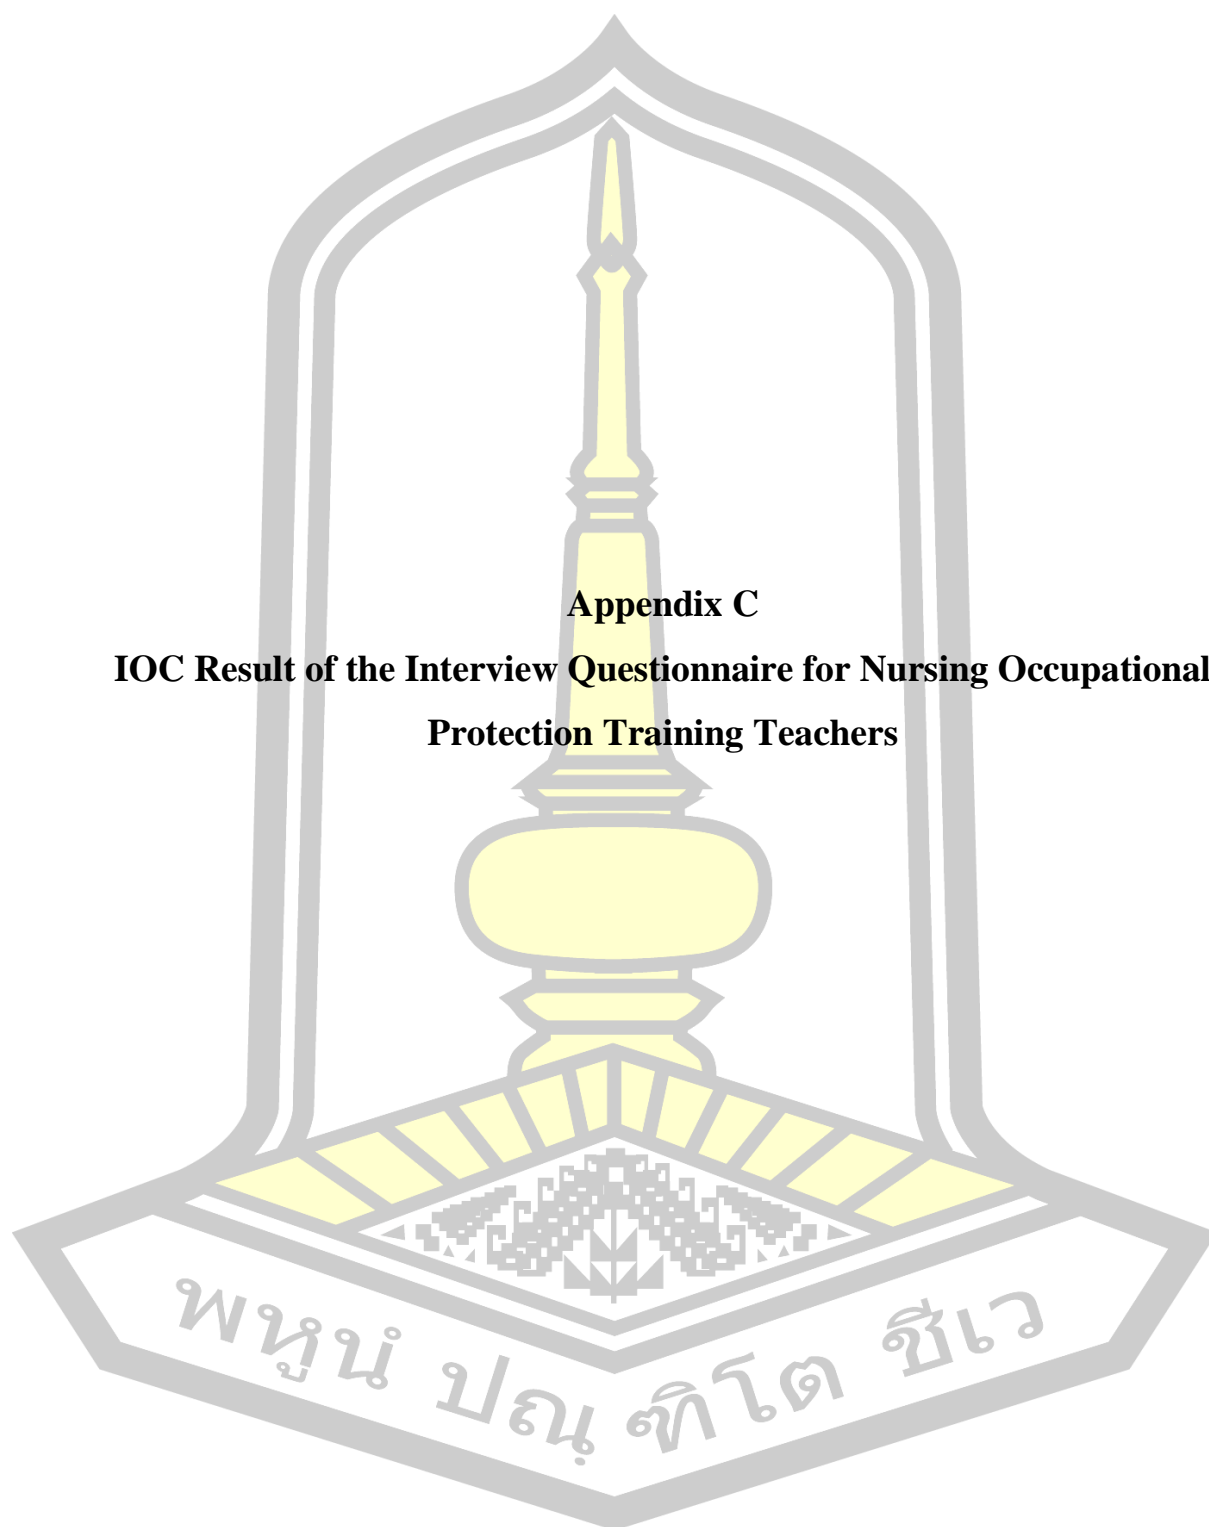 Appendix C
IOC Result of the Interview Questionnaire for Nursing Occupational
Protection Training Teachers
พหูนํ ปณฺฑิโต ชีเว